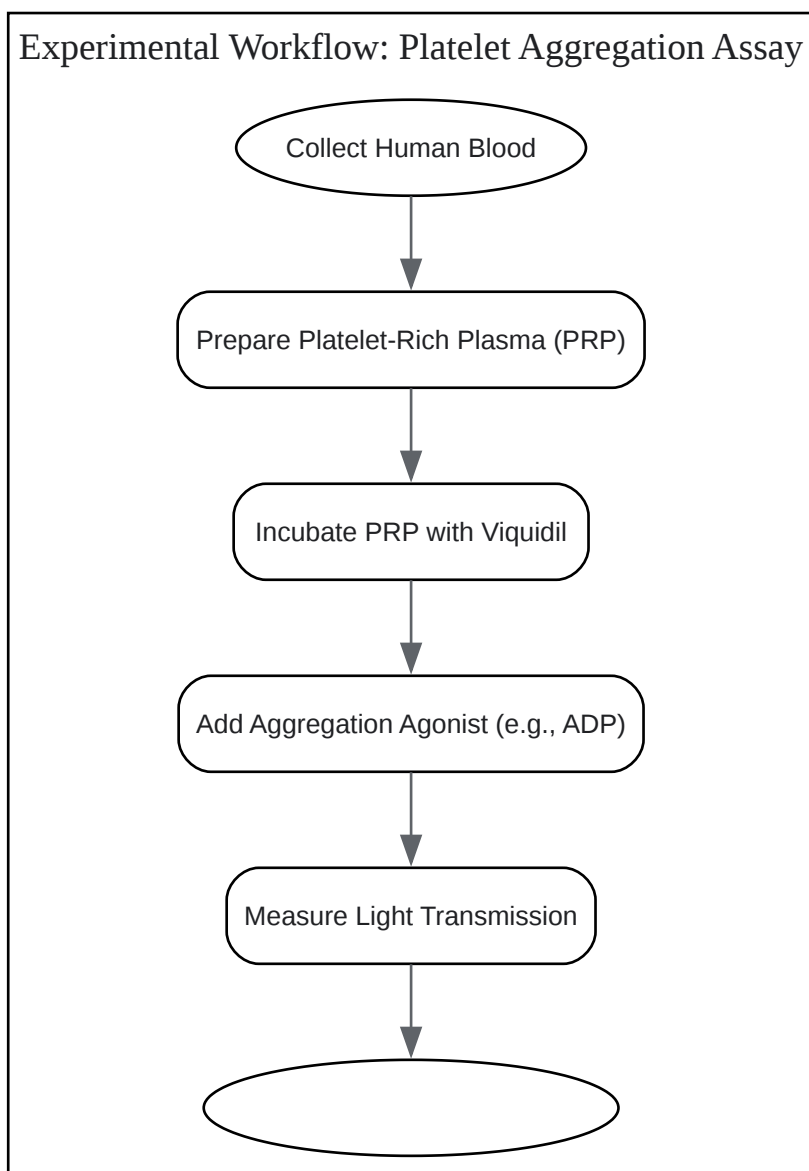 Experimental Workflow: Platelet Aggregation Assay
Collect Human Blood
Prepare Platelet-Rich Plasma (PRP)
Incubate PRP with Viquidil
Add Aggregation Agonist (e.g., ADP)
Measure Light Transmission